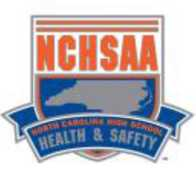 NCHSAA
NORTH CAROLINA HIGH SCHOOL
HEALTH & SAFETY